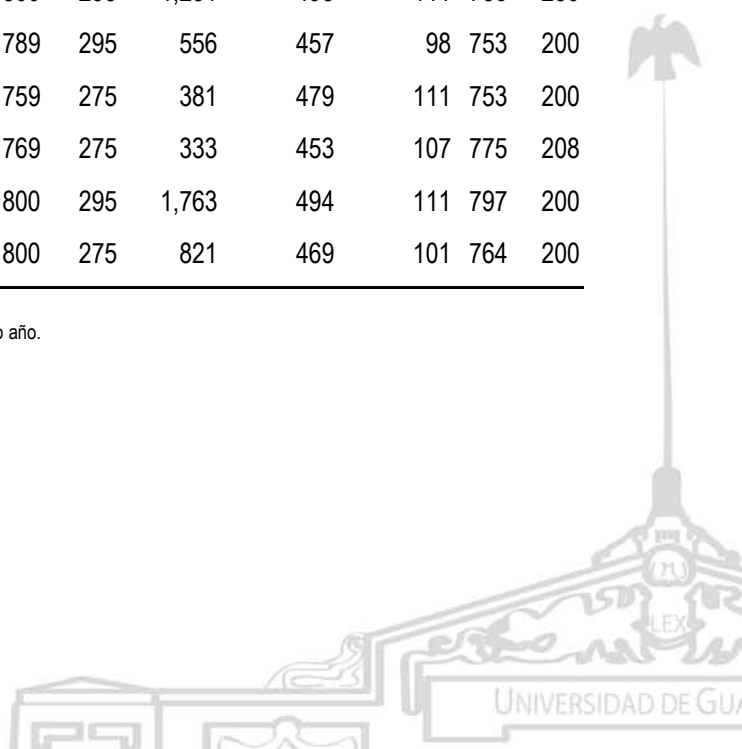 789 295 556 457 98 753 200
759 275 381 479 111 753 200
769 275 333 453 107 775 208
800 295 1,763 494 111 797 200
800 275 821 469 101 764 200
año.
LEX
UNIVERSIDAD DE